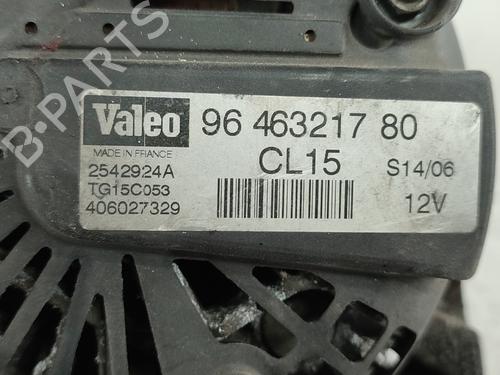 Valeo 96 463217 80
MADE IN FRANCE CL15 S14/06
2542924A
TG15C053 12V
406027329
B-PARTS